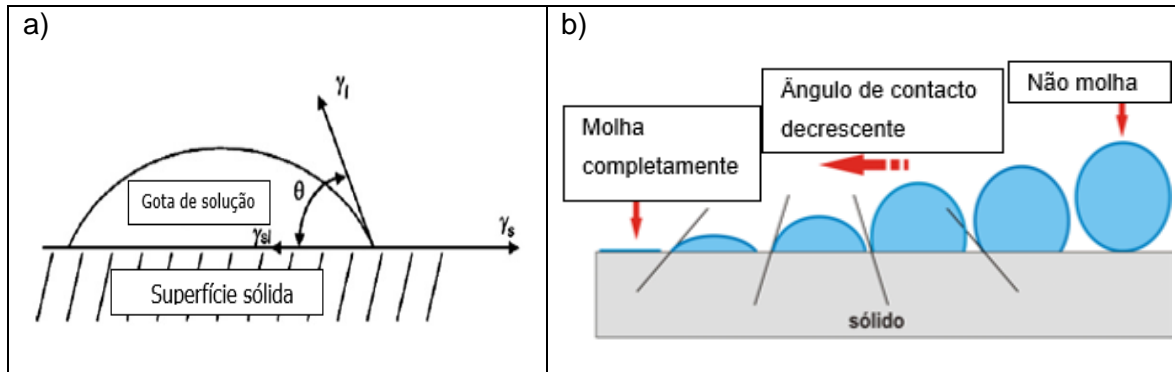 a)
γl
θ
Gota de solução
γsl
γs
Superfície sólida
b)
Molha
completamente
Ângulo de contacto
decrescente
Não molha
sólido